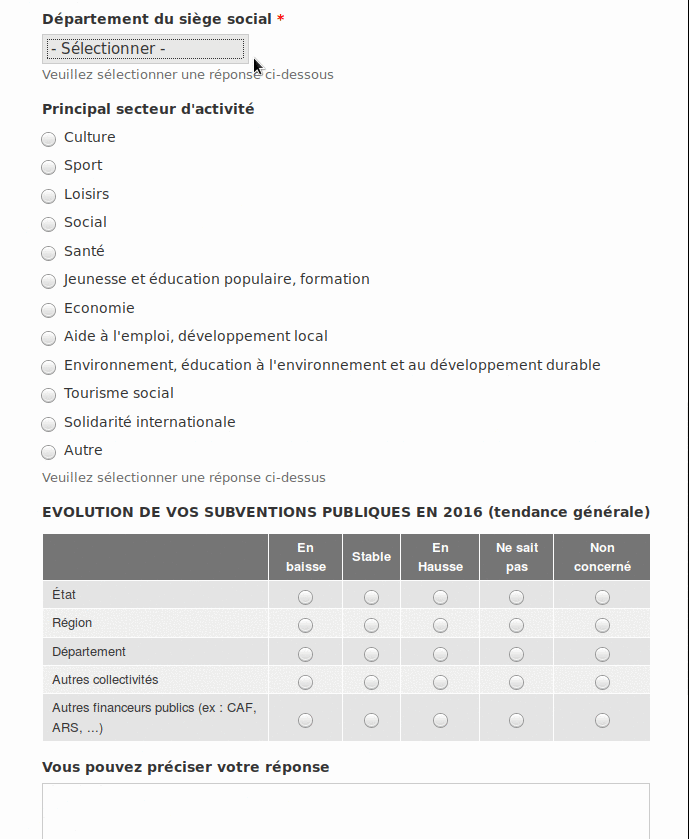 Département du siège social *
- Sélectionner -
Veuillez sélectionner une réponse ci-dessous
Principal secteur d'activité
Culture
Sport
Loisirs
Social
Santé
Jeunesse et éducation populaire, formation
Economie
Aide à l'emploi, développement local
Environnement, éducation à l'environnement et au développement durable
Tourisme social
Solidarité internationale
Autre
Veuillez sélectionner une réponse ci-dessus
EVOLUTION DE VOS SUBVENTIONS PUBLIQUES EN 2016 (tendance générale)
En baisse
Stable
En Hausse
Ne sait pas
Non concerné
État
Région
Département
Autres collectivités
Autres financeurs publics (ex : CAF,
ARS, ...)
Vous pouvez préciser votre réponse